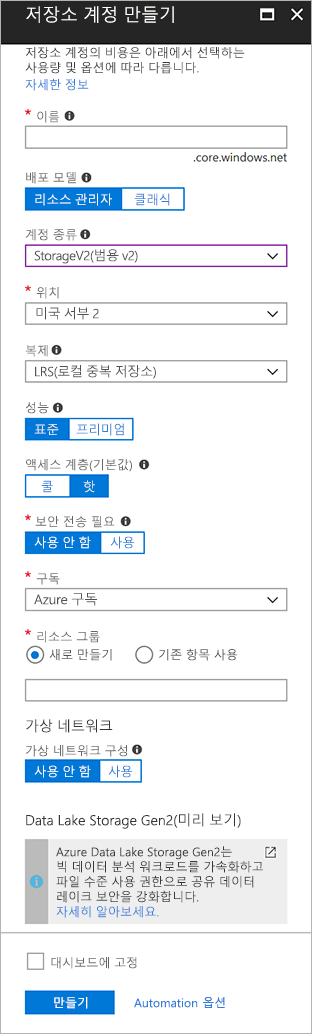 저장소 계정 만들기
저장소 계정의 비용은 아래에서 선택하는
사용량 및 옵션에 따라 다릅니다.
자세한 정보
* 이름
.core.windows.net
배포 모델
리소스 관리자 클래식
계정 종류
StorageV2(범용 v2)
* 위치
미국 서부 2
복제
LRS(로컬 중복 저장소)
성능
표준 프리미엄
액세스 계층(기본값)
쿨 핫
* 보안 전송 필요
사용 안 함 사용
* 구독
Azure 구독
* 리소스 그룹
새로 만들기 기존 항목 사용
가상 네트워크
가상 네트워크 구성
사용 안 함 사용
Data Lake Storage Gen2(미리 보기)
Azure Data Lake Storage Gen2는
빅 데이터 분석 워크로드를 가속화하고
파일 수준 사용 권한으로 공유 데이터
레이크 보안을 강화합니다.
자세히 알아보세요.
대시보드에 고정
만들기 Automation 옵션